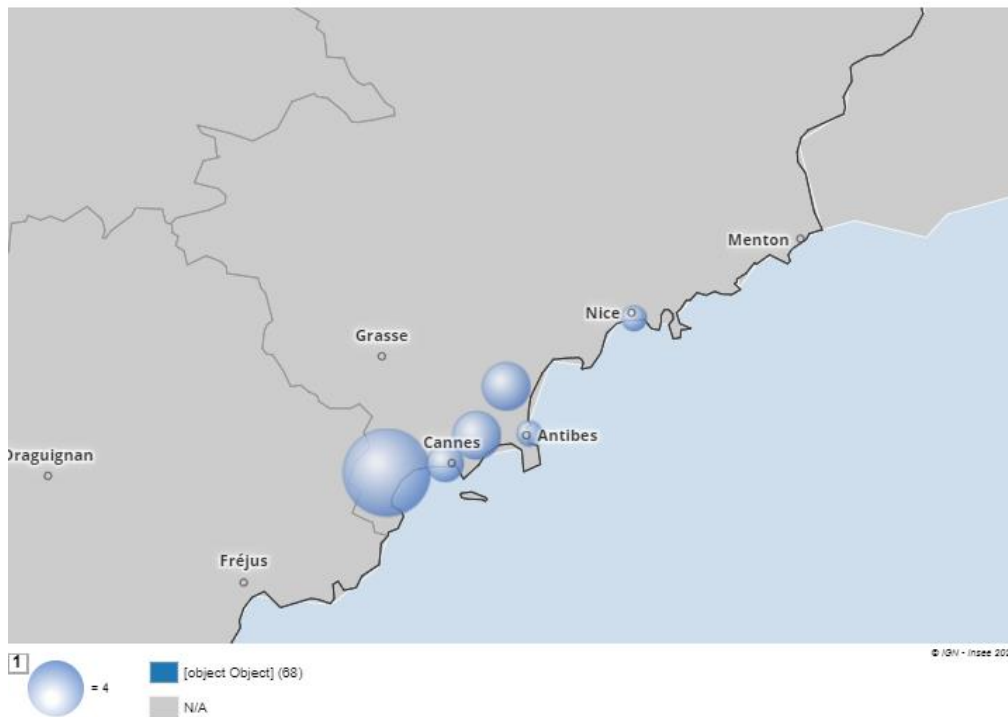 Menton
Nice
Grasse
Cannes
Antibes
Draguignan
Fréjus
1
= 4
[object Object] (68)
N/A
© IGN - Insee